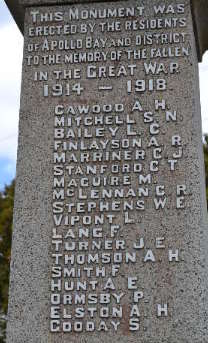 THIS MONUMENT WAS
ERECTED BY THE RESIDENTS
OF APOLLO BAY AND DISTRICT
TO THE MEMORY OF THE FALLEN
IN THE GREAT WAR
1914 – 1918
CAWOOD A. H.
MITCHELL S. N.
BAILEY L. C.
FINLAYSON A. R.
MARRINER C. J.
STANFORD C. T.
MAGUIRE M.
MCLENNAN C. R.
STEPHENS W. E.
VIPONT L.
LANG F.
TURNER J. E.
THOMSON A. H.
SMITH F.
HUNT A. E.
ORMSBY P.
ELSTON A. H.
COODAY S.